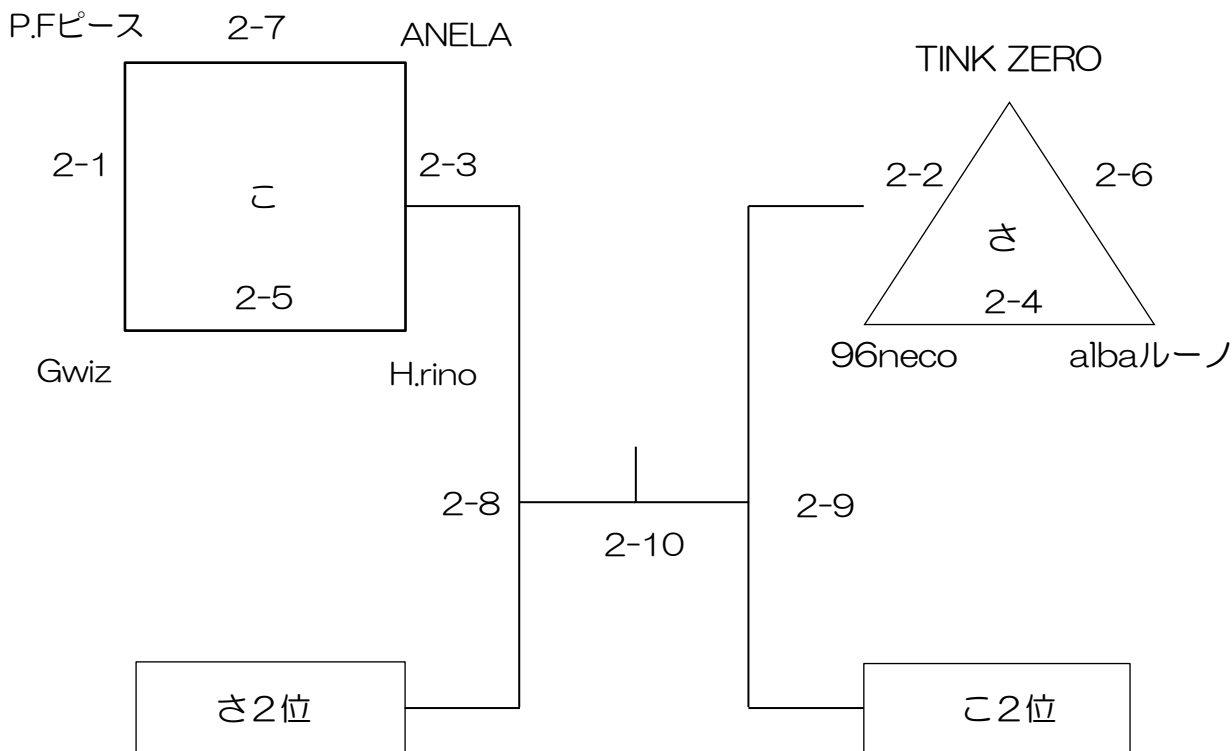 P.Fピース
2-7
ANELA
TINK ZERO
2-1
こ
2-3
2-2
2-6
さ
2-5
2-4
Gwiz
H.rino
96neco
albaルーノ
2-8
2-10
2-9
さ2位
こ2位